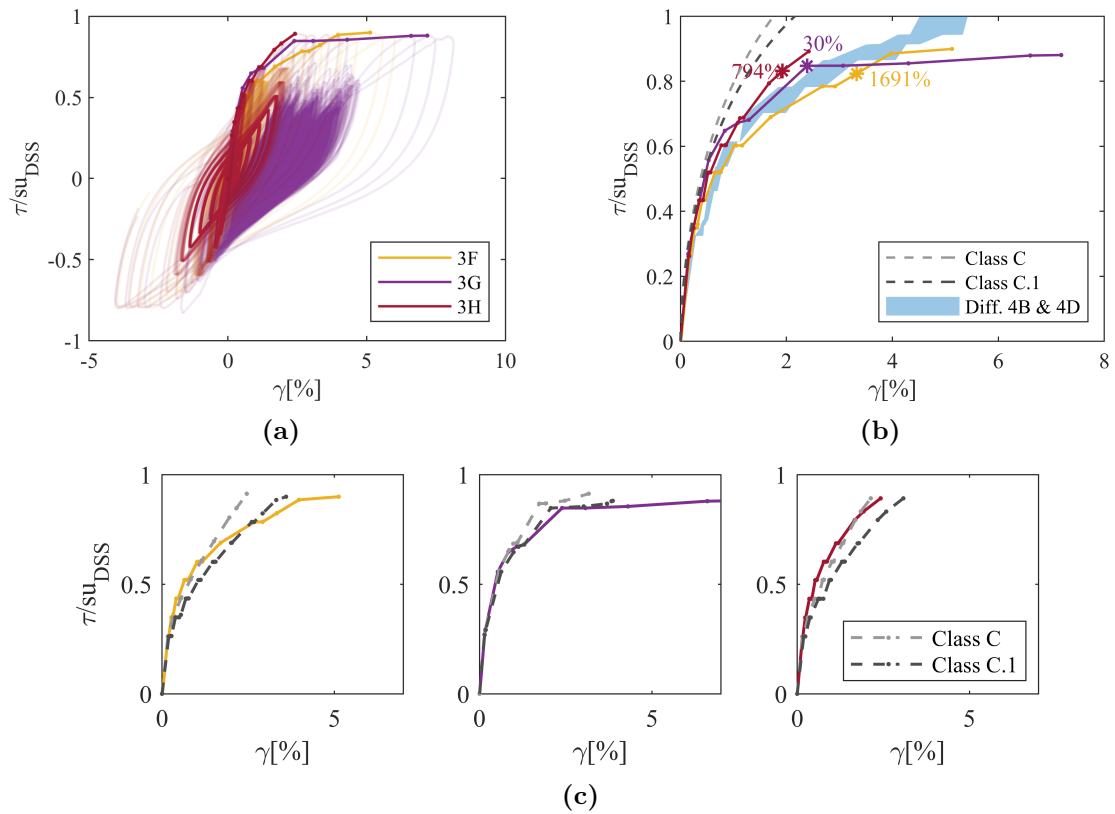 1
0.5
0
-0.5
-1
-5
0
5
10
τ/su_DSS
γ[%]
3F
3G
3H
(a)
1
0.8
0.6
0.4
0.2
0
0
2
4
6
8
τ/su_DSS
γ[%]
30%
794%
1691%
Class C
Class C.1
Diff. 4B & 4D
(b)
1
0.5
0
0
5
τ/su_DSS
γ[%]
1
0.5
0
0
5
γ[%]
1
0.5
0
0
5
γ[%]
Class C
Class C.1
(c)